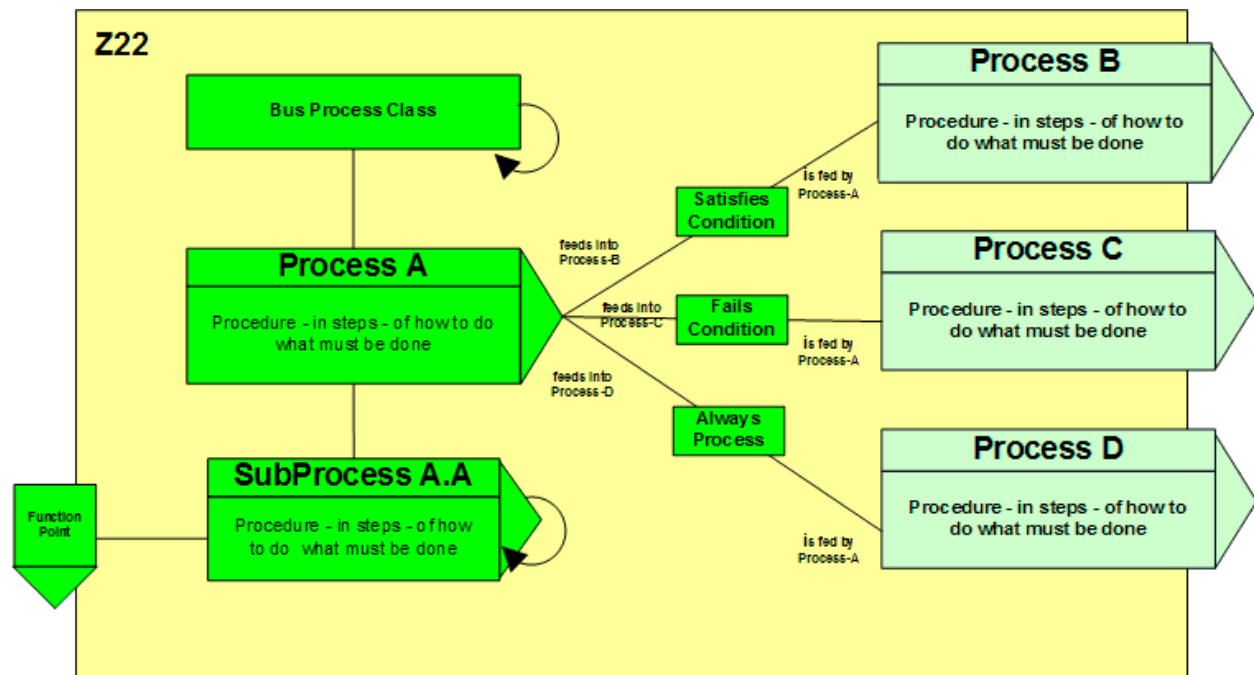 Z22
Bus Process Class
Process A
Procedure - in steps - of how to do
what must be done
SubProcess A.A
Procedure - in steps - of how
to do what must be done
Function
Point
feeds into
Process-B
feeds into
Process-C
feeds into
Process-D
Satisfies
Condition
Fails
Condition
Always
Process
is fed by
Process-A
is fed by
Process-A
is fed by
Process-A
Process B
Procedure - in steps - of how to
do what must be done
Process C
Procedure - in steps - of how to
do what must be done
Process D
Procedure - in steps - of how to
do what must be done